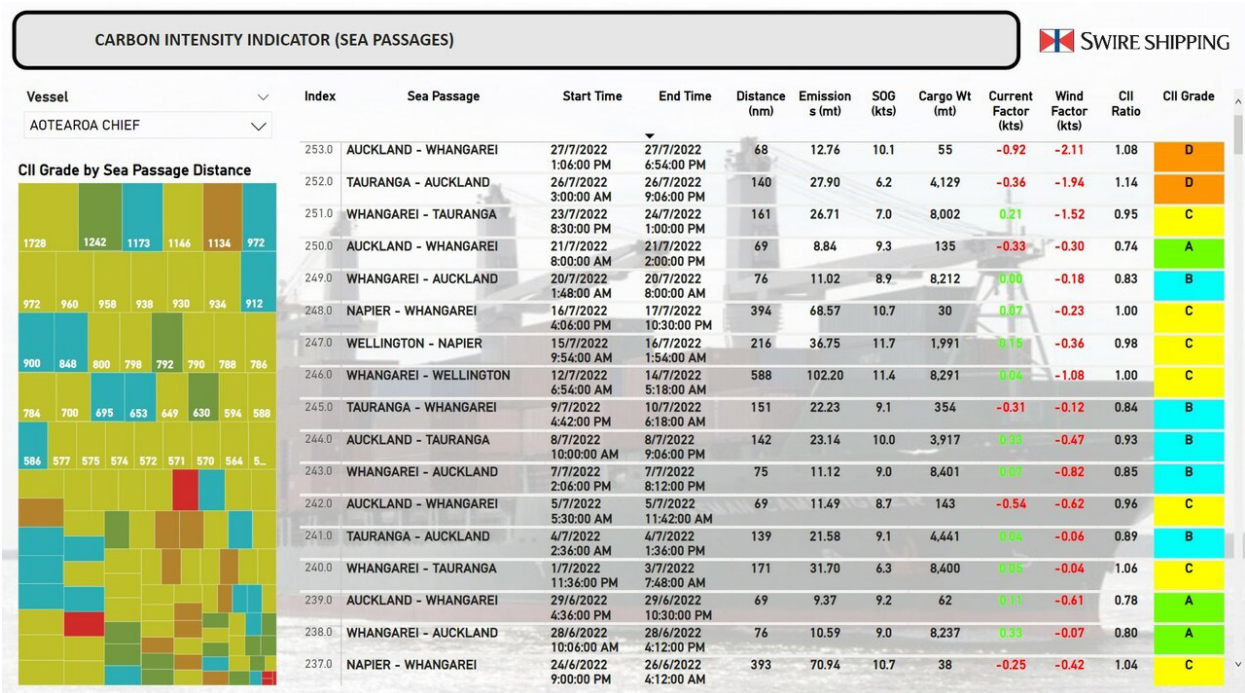 CARBON INTENSITY INDICATOR (SEA PASSAGES)
SWIRE SHIPPING
Vessel
AOTEAROA CHIEF
CII Grade by Sea Passage Distance
1728 1242 1173 1146 1134 972
972 960 958 938 930 934 912
900 848 800 798 792 790 788 786
784 700 695 653 649 630 594 588
586 577 575 574 572 571 570 564 5...
Index Sea Passage Start Time End Time Distance (nm) Emissions (mt) SOG (kts) Cargo Wt (mt) Current Factor (kts) Wind Factor (kts) CII Ratio CII Grade
253.0 AUCKLAND - WHANGAREI 27/7/2022 1:06:00 PM 27/7/2022 6:54:00 PM 68 12.76 10.1 55 -0.92 -2.11 1.08 D
252.0 TAURANGA - AUCKLAND 26/7/2022 3:00:00 AM 26/7/2022 9:06:00 PM 140 27.90 6.2 4,129 -0.36 -1.94 1.14 D
251.0 WHANGAREI - TAURANGA 23/7/2022 8:30:00 PM 24/7/2022 1:00:00 PM 161 26.71 7.0 8,002 0.21 -1.52 0.95 C
250.0 AUCKLAND - WHANGAREI 21/7/2022 8:00:00 AM 21/7/2022 2:00:00 PM 69 8.84 9.3 135 -0.33 -0.30 0.74 A
249.0 WHANGAREI - AUCKLAND 20/7/2022 1:48:00 AM 20/7/2022 8:00:00 AM 76 11.02 8.9 8,212 0.00 -0.18 0.83 B
248.0 NAPIER - WHANGAREI 16/7/2022 4:06:00 PM 17/7/2022 10:30:00 PM 394 68.57 10.7 30 0.07 -0.23 1.00 C
247.0 WELLINGTON - NAPIER 15/7/2022 9:54:00 AM 16/7/2022 1:54:00 AM 216 36.75 11.7 1,991 0.15 -0.36 0.98 C
246.0 WHANGAREI - WELLINGTON 12/7/2022 6:54:00 AM 14/7/2022 5:18:00 AM 588 102.20 11.4 8,291 0.04 -1.08 1.00 C
245.0 TAURANGA - WHANGAREI 9/7/2022 4:42:00 PM 10/7/2022 6:18:00 AM 151 22.23 9.1 354 -0.31 -0.12 0.84 B
244.0 AUCKLAND - TAURANGA 8/7/2022 10:00:00 AM 8/7/2022 9:06:00 PM 142 23.14 10.0 3,917 0.33 -0.47 0.93 B
243.0 WHANGAREI - AUCKLAND 7/7/2022 2:06:00 PM 7/7/2022 8:12:00 PM 75 11.12 9.0 8,401 0.07 -0.82 0.85 B
242.0 AUCKLAND - WHANGAREI 5/7/2022 5:30:00 AM 5/7/2022 11:42:00 AM 69 11.49 8.7 143 -0.54 -0.62 0.96 C
241.0 TAURANGA - AUCKLAND 4/7/2022 2:36:00 AM 4/7/2022 1:36:00 PM 139 21.58 9.1 4,441 0.04 -0.06 0.89 B
240.0 WHANGAREI - TAURANGA 1/7/2022 11:36:00 PM 3/7/2022 7:48:00 AM 171 31.70 6.3 8,400 0.05 -0.04 1.06 C
239.0 AUCKLAND - WHANGAREI 29/6/2022 4:36:00 PM 29/6/2022 10:30:00 PM 69 9.37 9.2 62 0.11 -0.61 0.78 A
238.0 WHANGAREI - AUCKLAND 28/6/2022 10:06:00 AM 28/6/2022 4:12:00 PM 76 10.59 9.0 8,237 0.33 -0.07 0.80 A
237.0 NAPIER - WHANGAREI 24/6/2022 9:00:00 PM 26/6/2022 4:12:00 AM 393 70.94 10.7 38 -0.25 -0.42 1.04 C